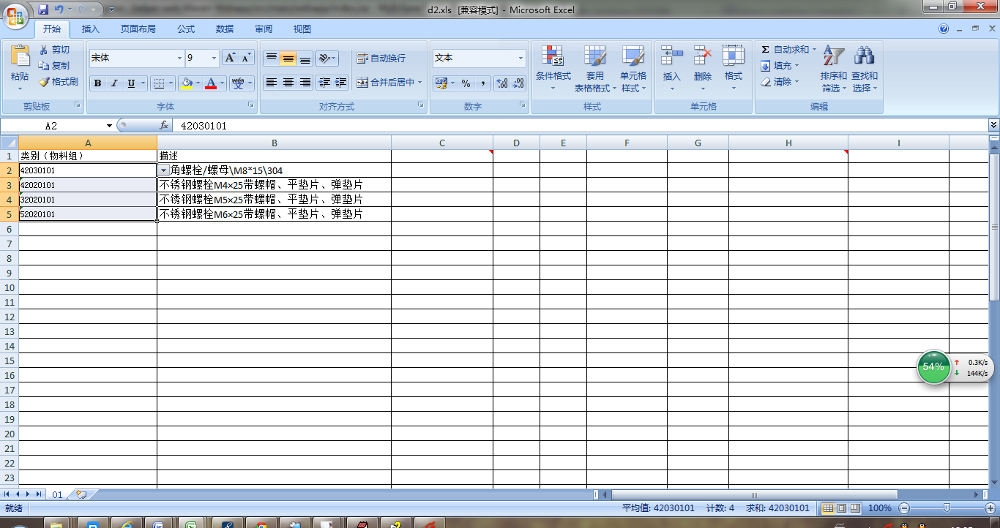 d2.xls [兼容模式] - Microsoft Excel
开始 插入 页面布局 公式 数据 审阅 视图
粘贴
剪切
复制
格式刷
剪贴板
宋体 9
B I U
wén 变
字体
自动换行
合并后居中
对齐方式
文本
% ,
.0 .00
.00 .0
数字
条件格式
套用
表格格式
单元格
样式
样式
插入 删除 格式
单元格
Σ 自动求和
填充
清除
排序和
筛选
查找和
选择
编辑
A2 fx 42030101
A B C D E F G H I
1 类别（物料组） 描述
2 42030101 角螺栓/螺母\M8*15\304
3 42020101 不锈钢螺栓M4×25带螺帽、平垫片、弹垫片
4 32020101 不锈钢螺栓M5×25带螺帽、平垫片、弹垫片
5 52020101 不锈钢螺栓M6×25带螺帽、平垫片、弹垫片
6
7
8
9
10
11
12
13
14
15
16
17
18
19
20
21
22
23
54% 0.3K/s
144K/s
01
就绪 平均值: 42030101 计数: 4 求和: 42030101 100%